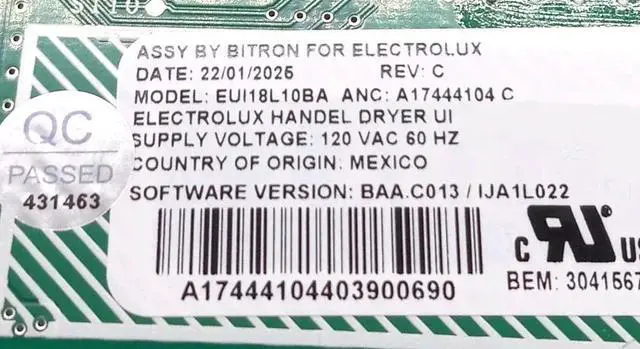 ASSY BY BITRON FOR ELECTROLUX
DATE: 22/01/2025 REV: C
MODEL: EUI18L10BA ANC: A17444104 C
ELECTROLUX HANDEL DRYER UI
SUPPLY VOLTAGE: 120 VAC 60 HZ
COUNTRY OF ORIGIN: MEXICO
SOFTWARE VERSION: BAA.C013 / IJA1L022
A17444104403900690
QC
PASSED
431463
C RU US
BEM: 3041567